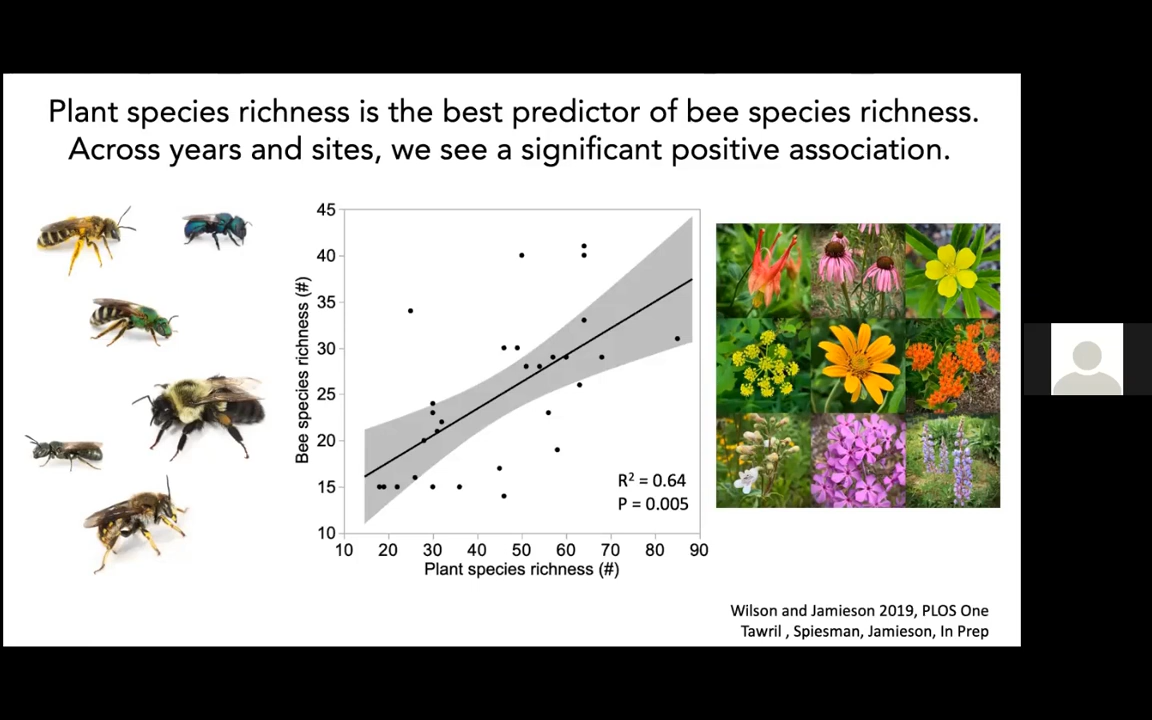 Plant species richness is the best predictor of bee species richness.
Across years and sites, we see a significant positive association.
45
40
35
30
25
20
15
10
Bee species richness (#)
R² = 0.64
P = 0.005
10 20 30 40 50 60 70 80 90
Plant species richness (#)
Wilson and Jamieson 2019, PLOS One
Tawril , Spiesman, Jamieson, In Prep